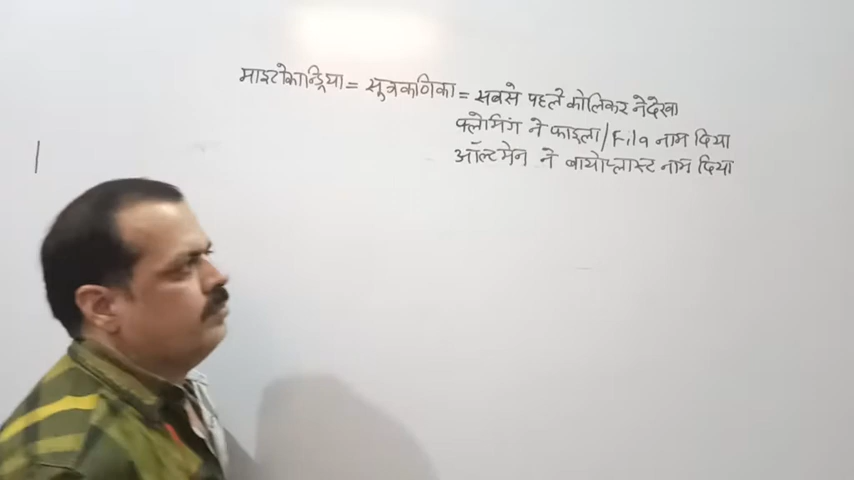 माइटोकान्ड्रिया = सूत्रकणिका = सबसे पहले कोलिकर ने देखा
फ्लेमिंग ने फाइला/Fila नाम दिया
ऑल्टमेन ने बायोप्लास्ट नाम दिया